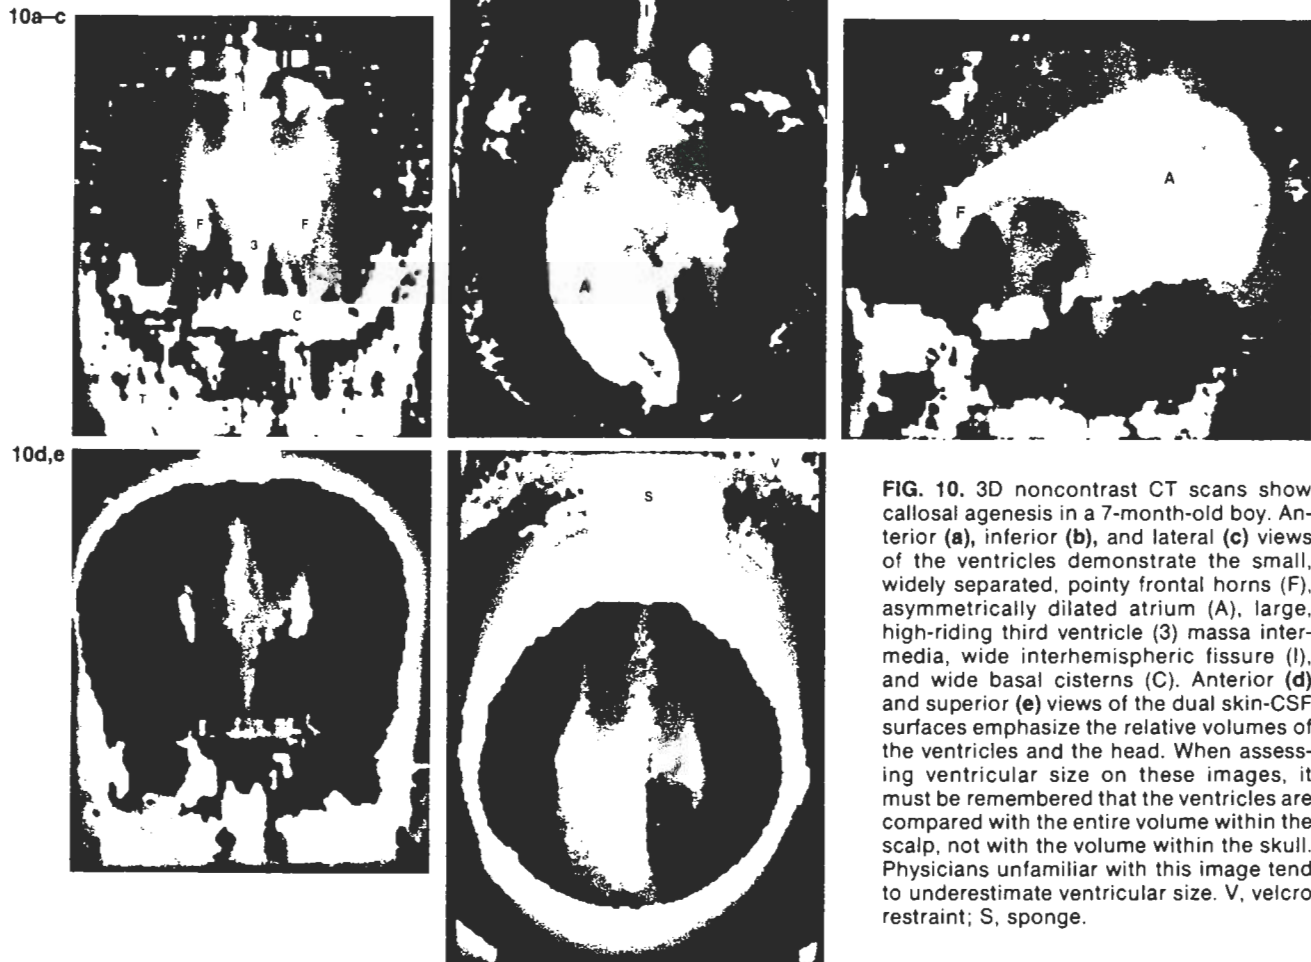 10a–c
I
I
F
F
3
C
T
A
A
F
3
10d,e
V
V
S
FIG. 10. 3D noncontrast CT scans show
callosal agenesis in a 7-month-old boy. An-
terior (a), inferior (b), and lateral (c) views
of the ventricles demonstrate the small,
widely separated, pointy frontal horns (F),
asymmetrically dilated atrium (A), large,
high-riding third ventricle (3) massa inter-
media, wide interhemispheric fissure (I),
and wide basal cisterns (C). Anterior (d)
and superior (e) views of the dual skin-CSF
surfaces emphasize the relative volumes of
the ventricles and the head. When assess-
ing ventricular size on these images, it
must be remembered that the ventricles are
compared with the entire volume within the
scalp, not with the volume within the skull.
Physicians unfamiliar with this image tend
to underestimate ventricular size. V, velcro
restraint; S, sponge.